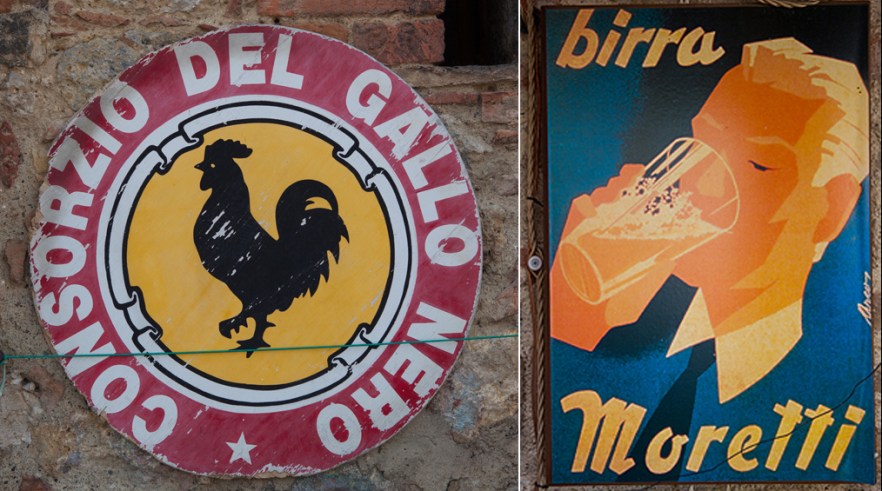 CONSORZIO DEL GALLO NERO
birra
Moretti